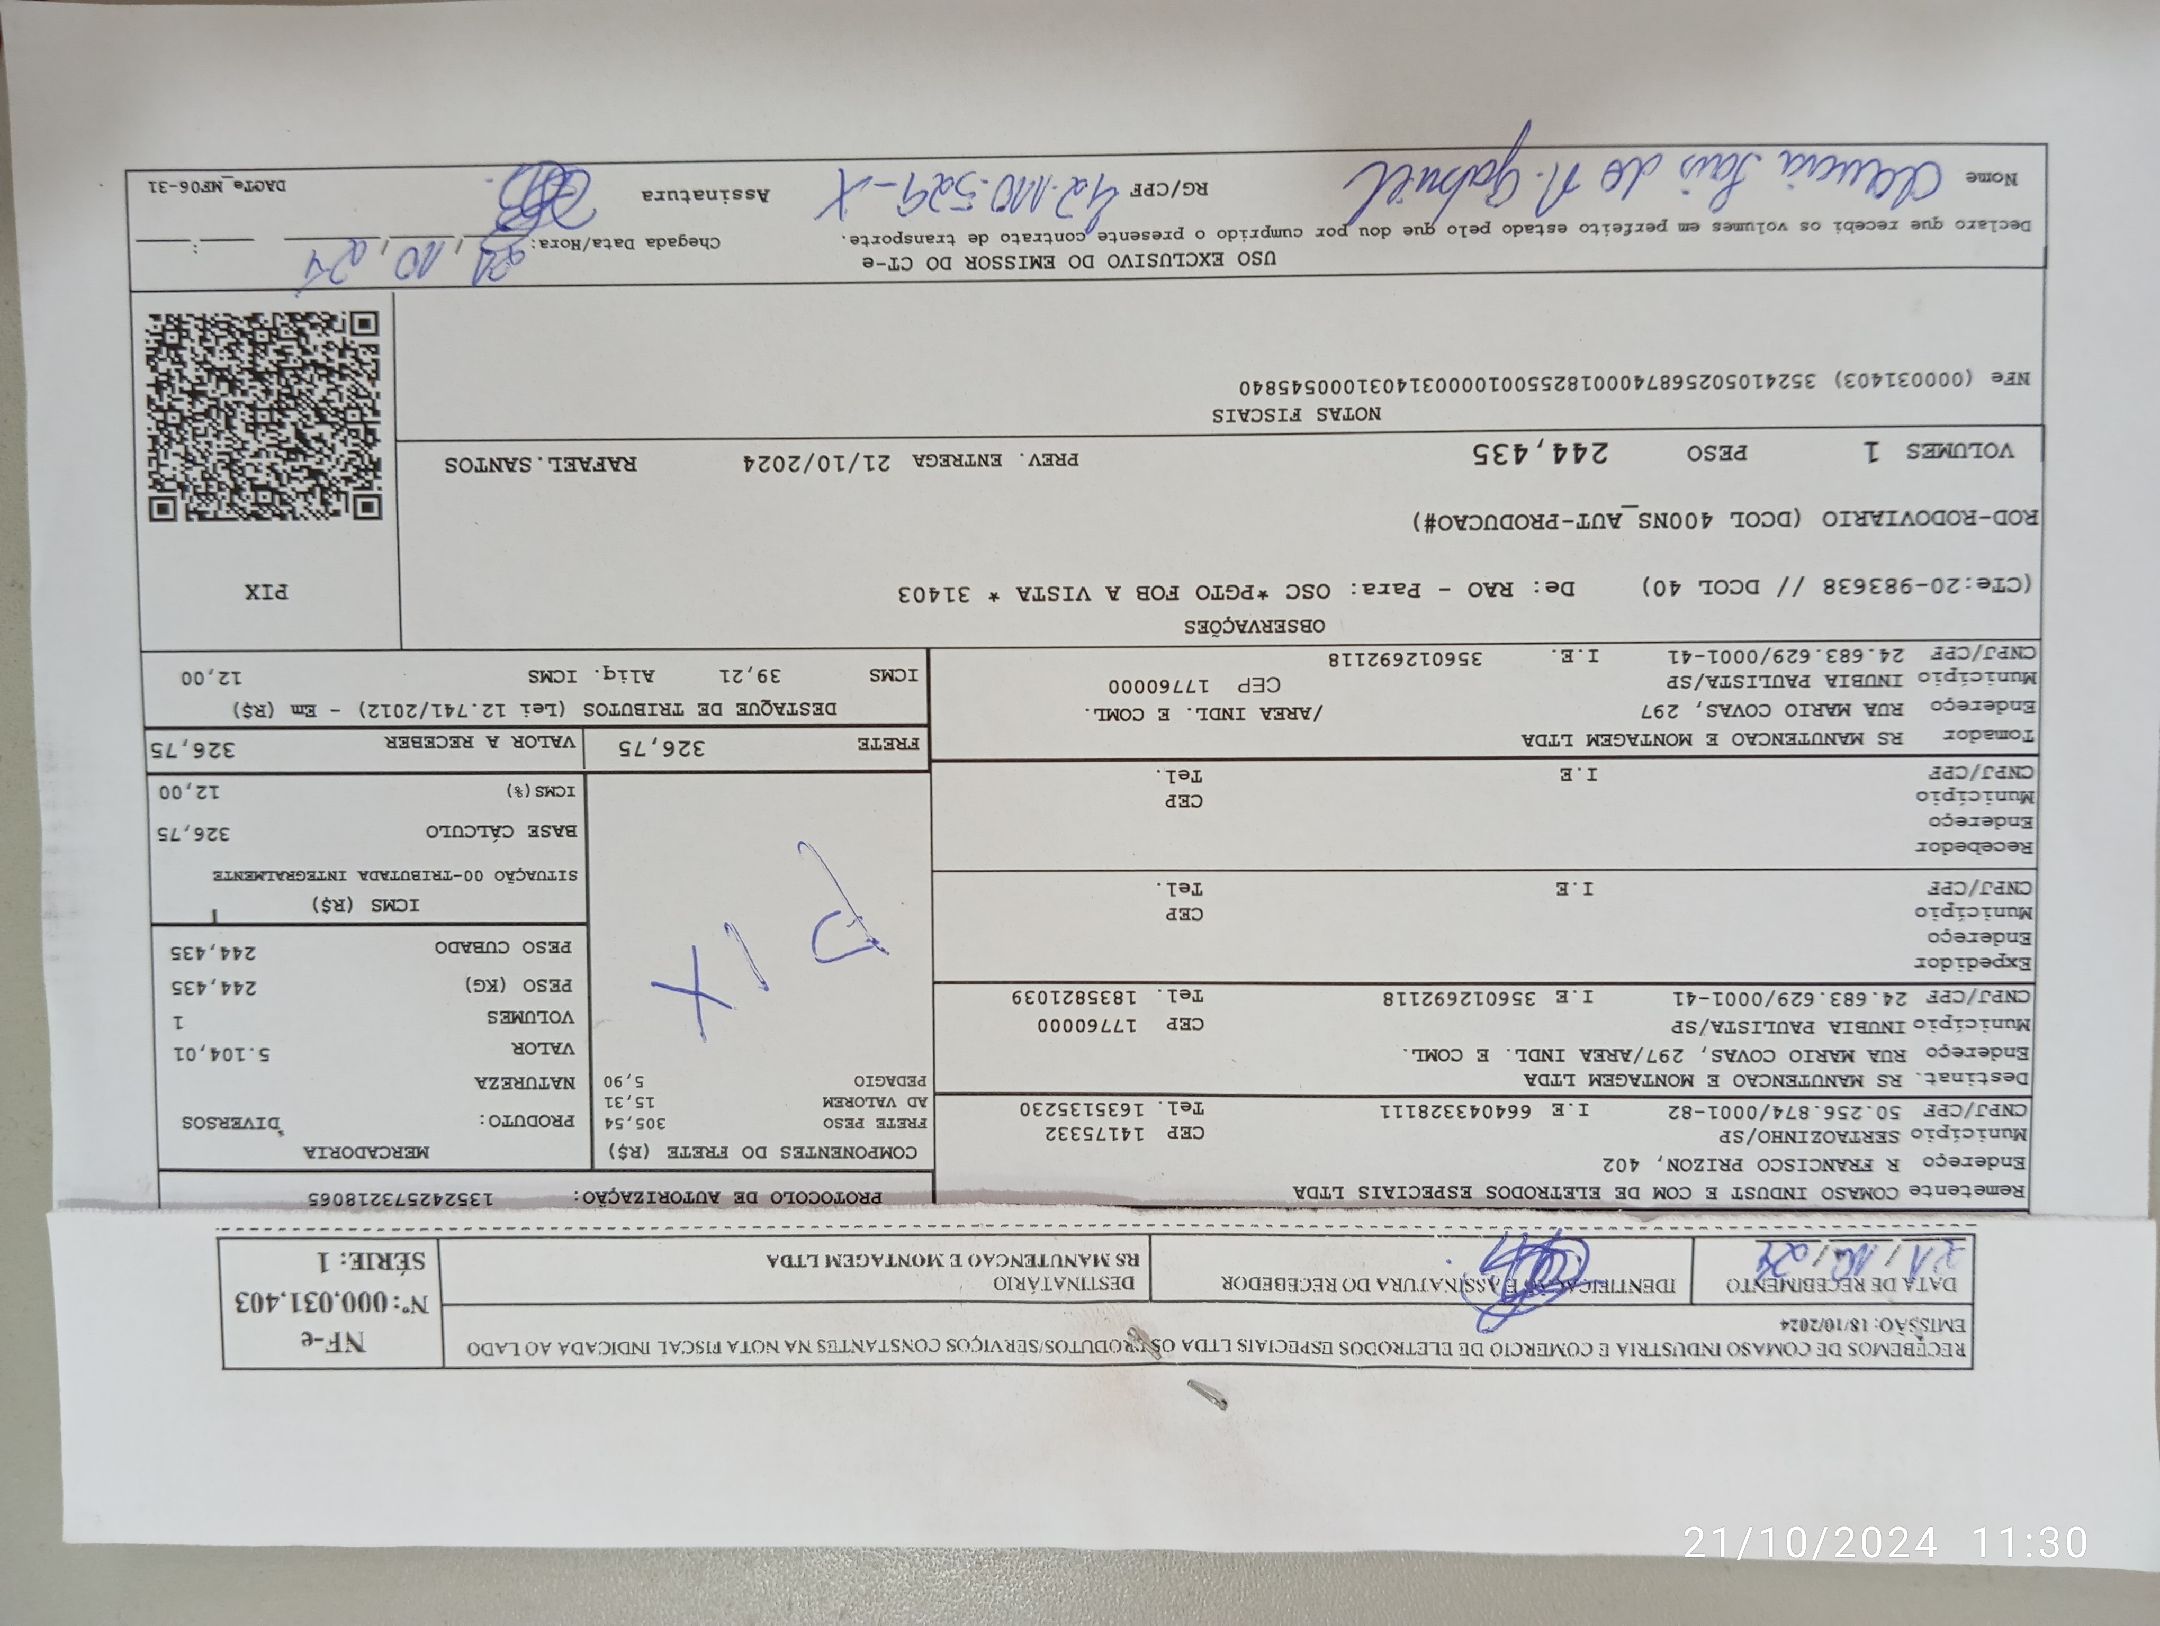 RECEBEMOS DE COMASO INDUSTRIA E COMERCIO DE ELETRODOS ESPECIAIS LTDA OS PRODUTOS/SERVIÇOS CONSTANTES NA NOTA FISCAL INDICADA AO LADO
EMISSÃO: 18/10/2024
NF-e
Nº: 000.031.403
SÉRIE: 1
DATA DE RECEBIMENTO
21/10/24
IDENTIFICAÇÃO E ASSINATURA DO RECEBEDOR
DESTINATÁRIO
RS MANUTENCAO E MONTAGEM LTDA
Remetente COMASO INDUST E COM DE ELETRODOS ESPECIAIS LTDA
Endereço R FRANCISCO PRIZON, 402
Município SERTAOZINHO/SP CEP 14175332
CNPJ/CPF 50.256.874/0001-82 I.E 664043328111 Tel. 1635135230
Destinat. RS MANUTENCAO E MONTAGEM LTDA
Endereço RUA MARIO COVAS, 297/AREA INDL. E COML.
Município INUBIA PAULISTA/SP CEP 17760000
CNPJ/CPF 24.683.629/0001-41 I.E 356012692118 Tel. 1835821039
Expedidor
Endereço
Município CEP
CNPJ/CPF I.E Tel.
Recebedor
Endereço
Município CEP
CNPJ/CPF I.E Tel.
Tomador RS MANUTENCAO E MONTAGEM LTDA
Endereço RUA MARIO COVAS, 297 /AREA INDL. E COML.
Município INUBIA PAULISTA/SP CEP 17760000
CNPJ/CPF 24.683.629/0001-41 I.E. 356012692118
PROTOCOLO DE AUTORIZAÇÃO: 135242573218065
COMPONENTES DO FRETE (R$)
FRETE PESO 305,54
AD VALOREM 15,31
PEDAGIO 5,90
PIX
MERCADORIA
PRODUTO: DIVERSOS
NATUREZA
VALOR 5.104,01
VOLUMES 1
PESO (KG) 244,435
PESO CUBADO 244,435
ICMS (R$)
SITUAÇÃO 00-TRIBUTADA INTEGRALMENTE
BASE CÁLCULO 326,75
ICMS(%) 12,00
FRETE 326,75 VALOR A RECEBER 326,75
DESTAQUE DE TRIBUTOS (Lei 12.741/2012) - Em (R$)
ICMS 39,21 Aliq. ICMS 12,00
OBSERVAÇÕES
(CTe:20-983638 // DCOL 40) De: RAO - Para: OSC *PGTO FOB A VISTA * 31403
ROD-RODOVIARIO (DCOL 400NS_AUT-PRODUCAO#)
PIX
VOLUMES 1 PESO 244,435 PREV. ENTREGA 21/10/2024 RAFAEL.SANTOS
NOTAS FISCAIS
NFe (000031403) 35241050256874000182550010000314031000545840
USO EXCLUSIVO DO EMISSOR DO CT-e
Declaro que recebi os volumes em perfeito estado pelo que dou por cumprido o presente contrato de transporte.
Chegada Data/Hora: 21/10/24 :
Nome RG/CPF 42.110.529-X Assinatura
DACTe_MF06-31
21/10/2024 11:30